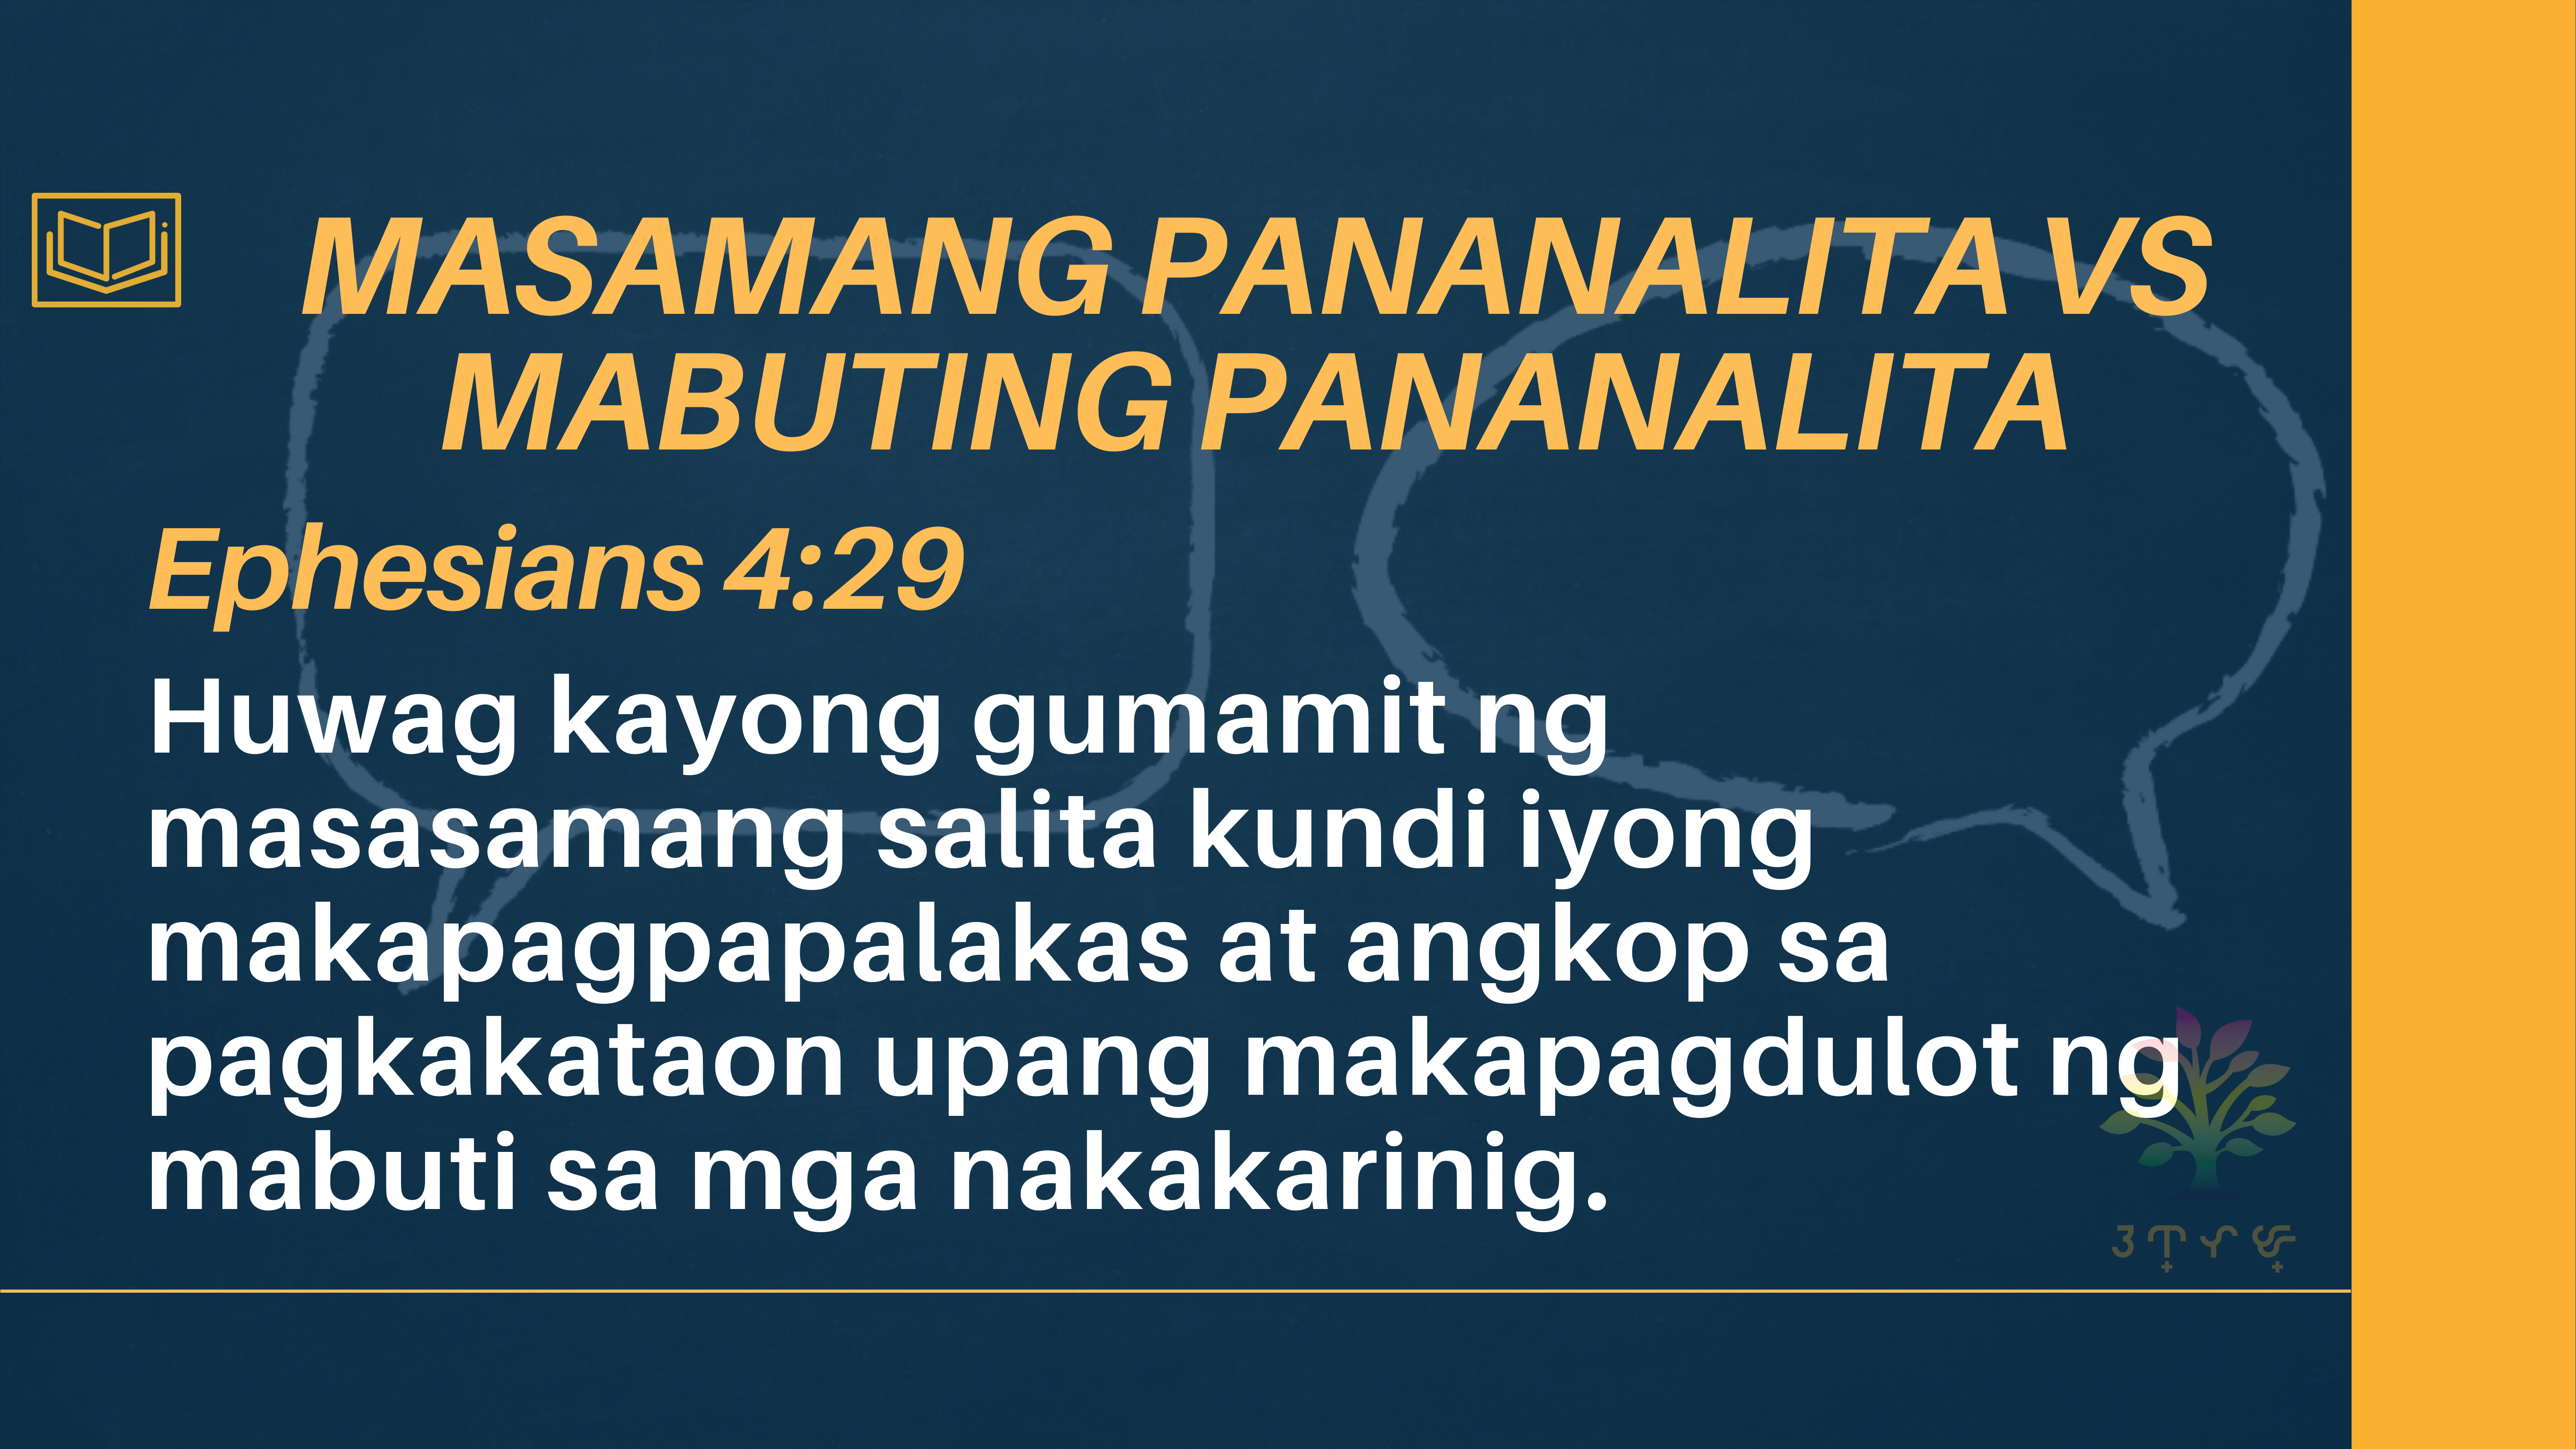 MASAMANG PANANALITA VS
MABUTING PANANALITA
Ephesians 4:29
Huwag kayong gumamit ng
masasamang salita kundi iyong
makapagpapalakas at angkop sa
pagkakataon upang makapagdulot ng
mabuti sa mga nakakarinig.